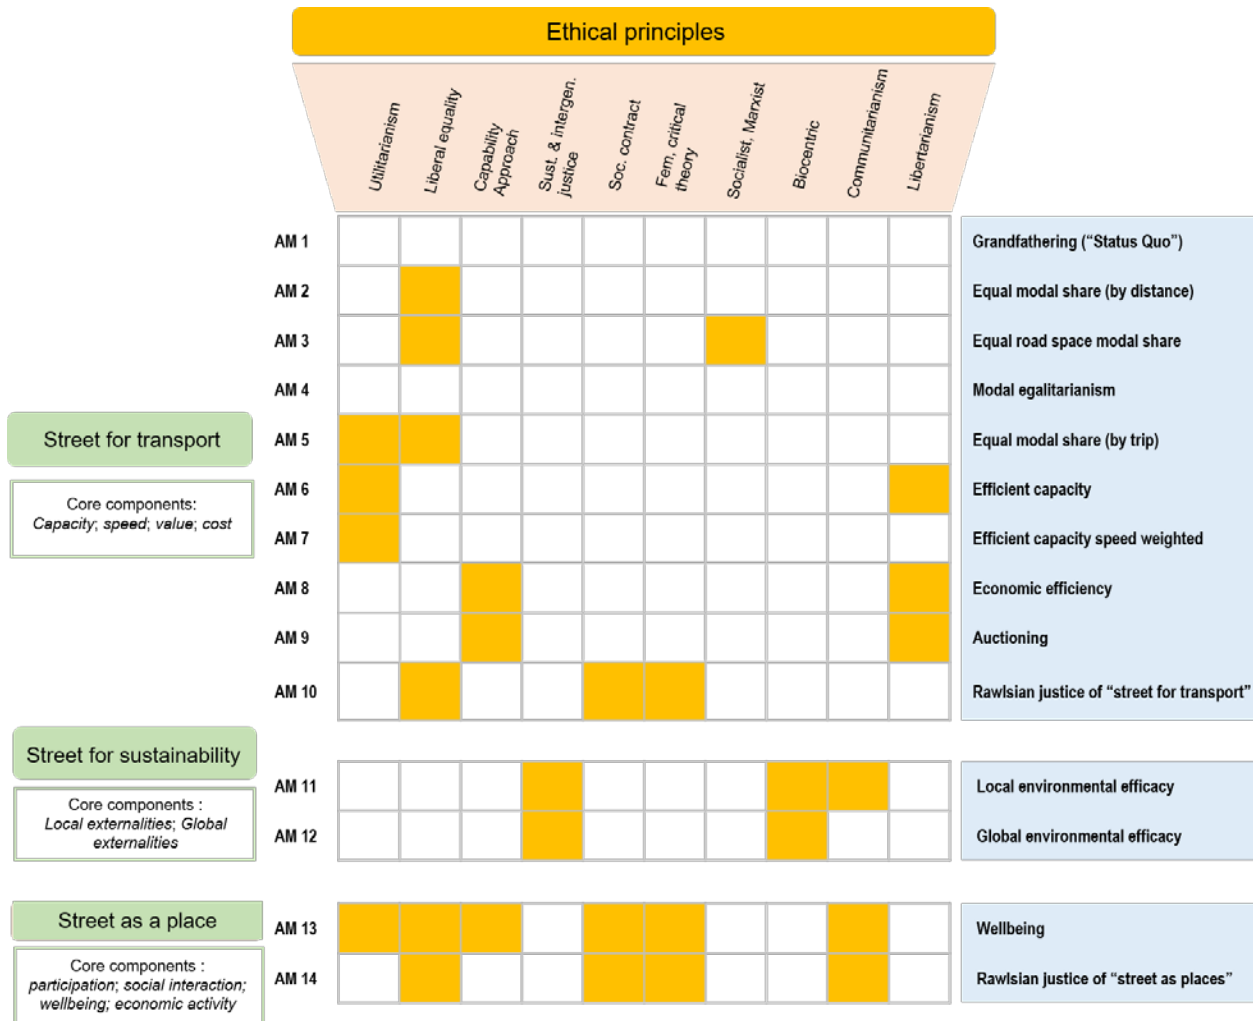 Ethical principles
Utilitarianism
Liberal equality
Capability
Approach
Sust. & intergen.
justice
Soc. contract
Fem, critical
theory
Socialist, Marxist
Biocentric
Communitarianism
Libertarianism
AM 1
Grandfathering (“Status Quo”)
AM 2
Equal modal share (by distance)
AM 3
Equal road space modal share
AM 4
Modal egalitarianism
Street for transport
AM 5
Equal modal share (by trip)
Core components:
Capacity; speed; value; cost
AM 6
Efficient capacity
AM 7
Efficient capacity speed weighted
AM 8
Economic efficiency
AM 9
Auctioning
AM 10
Rawlsian justice of “street for transport”
Street for sustainability
Core components :
Local externalities; Global
externalities
AM 11
Local environmental efficacy
AM 12
Global environmental efficacy
Street as a place
Core components :
participation; social interaction;
wellbeing; economic activity
AM 13
Wellbeing
AM 14
Rawlsian justice of “street as places”